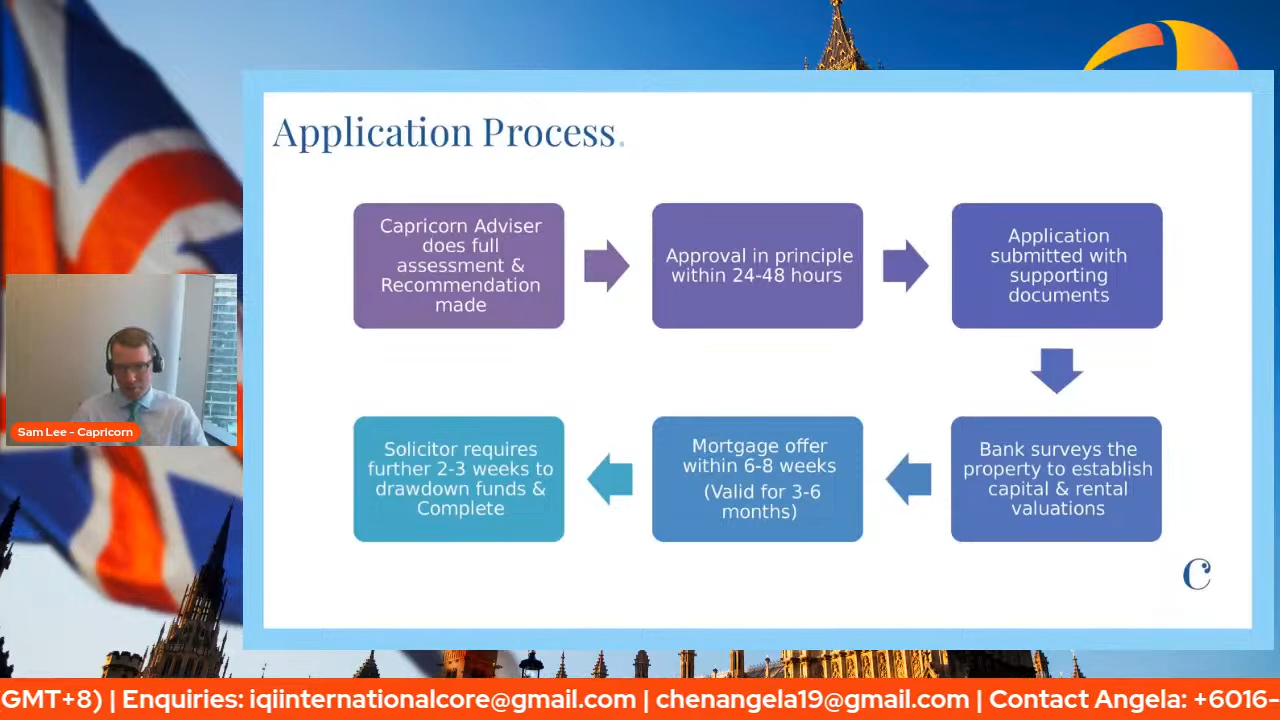 Application Process.
Capricorn Adviser
does full
assessment &
Recommendation
made
Approval in principle
within 24-48 hours
Application
submitted with
supporting
documents
Bank surveys the
property to establish
capital & rental
valuations
Mortgage offer
within 6-8 weeks
(Valid for 3-6
months)
Solicitor requires
further 2-3 weeks to
drawdown funds &
Complete
C
Sam Lee - Capricorn
GMT+8) | Enquiries: iqiinternationalcore@gmail.com | chenangela19@gmail.com | Contact Angela: +6016-